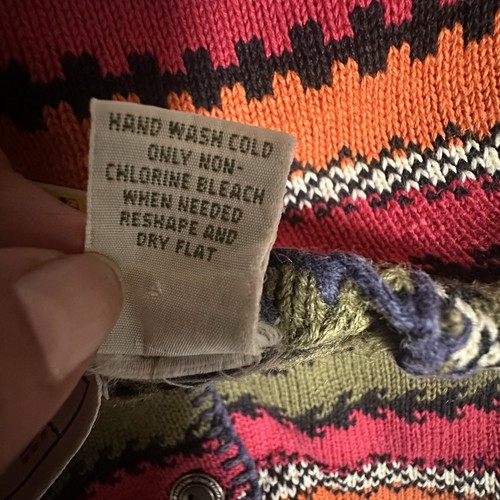 HAND WASH COLD
ONLY NON-
CHLORINE BLEACH
WHEN NEEDED
RESHAPE AND
DRY FLAT